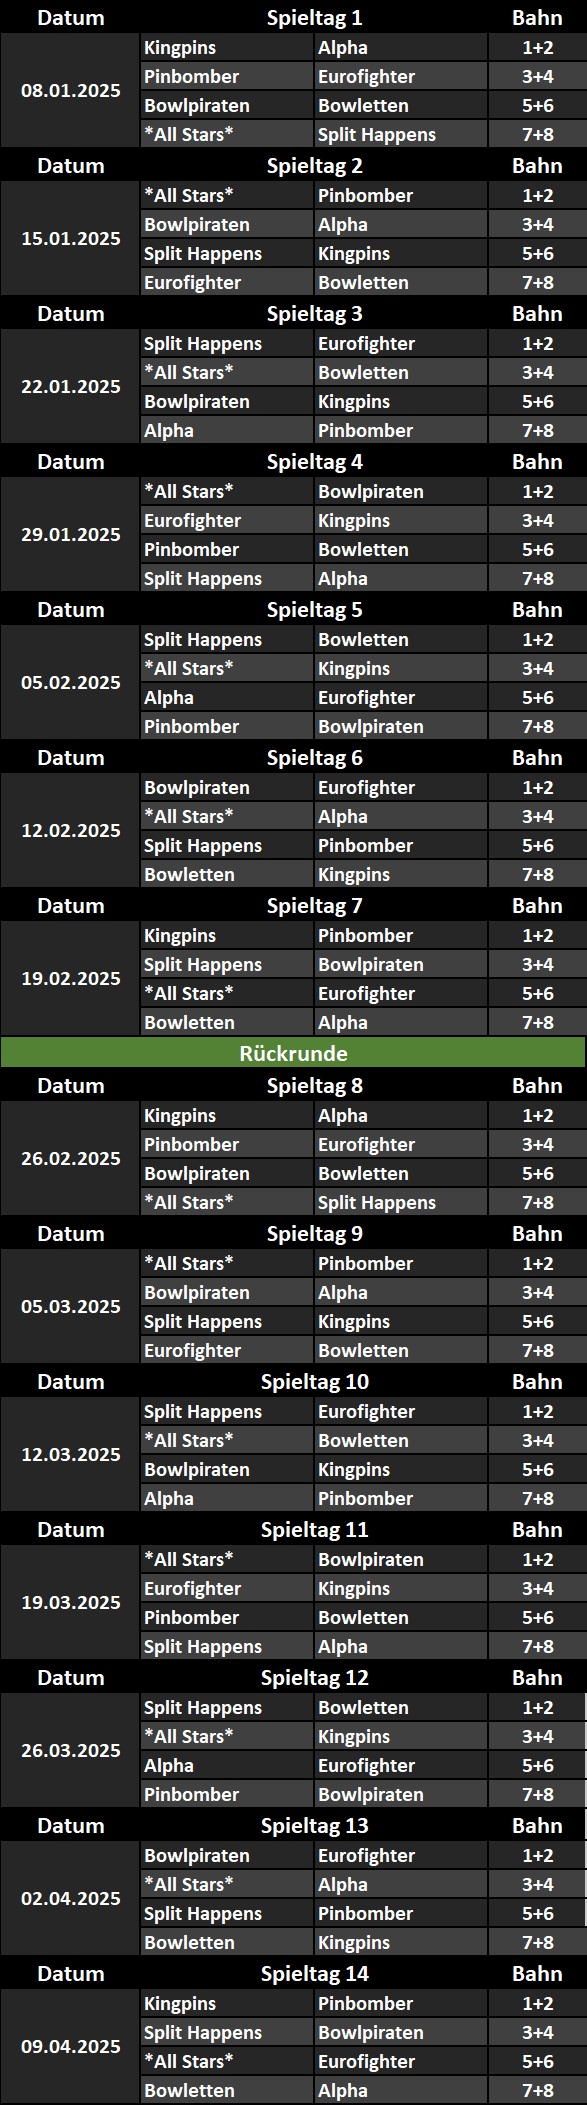 Datum Spieltag 1 Bahn
Kingpins Alpha 1+2
Pinbomber Eurofighter 3+4
08.01.2025
Bowlpiraten Bowletten 5+6
*All Stars* Split Happens 7+8
Datum Spieltag 2 Bahn
*All Stars* Pinbomber 1+2
Bowlpiraten Alpha 3+4
15.01.2025
Split Happens Kingpins 5+6
Eurofighter Bowletten 7+8
Datum Spieltag 3 Bahn
Split Happens Eurofighter 1+2
*All Stars* Bowletten 3+4
22.01.2025
Bowlpiraten Kingpins 5+6
Alpha Pinbomber 7+8
Datum Spieltag 4 Bahn
*All Stars* Bowlpiraten 1+2
Eurofighter Kingpins 3+4
29.01.2025
Pinbomber Bowletten 5+6
Split Happens Alpha 7+8
Datum Spieltag 5 Bahn
Split Happens Bowletten 1+2
*All Stars* Kingpins 3+4
05.02.2025
Alpha Eurofighter 5+6
Pinbomber Bowlpiraten 7+8
Datum Spieltag 6 Bahn
Bowlpiraten Eurofighter 1+2
*All Stars* Alpha 3+4
12.02.2025
Split Happens Pinbomber 5+6
Bowletten Kingpins 7+8
Datum Spieltag 7 Bahn
Kingpins Pinbomber 1+2
Split Happens Bowlpiraten 3+4
19.02.2025
*All Stars* Eurofighter 5+6
Bowletten Alpha 7+8
Rückrunde
Datum Spieltag 8 Bahn
Kingpins Alpha 1+2
Pinbomber Eurofighter 3+4
26.02.2025
Bowlpiraten Bowletten 5+6
*All Stars* Split Happens 7+8
Datum Spieltag 9 Bahn
*All Stars* Pinbomber 1+2
Bowlpiraten Alpha 3+4
05.03.2025
Split Happens Kingpins 5+6
Eurofighter Bowletten 7+8
Datum Spieltag 10 Bahn
Split Happens Eurofighter 1+2
*All Stars* Bowletten 3+4
12.03.2025
Bowlpiraten Kingpins 5+6
Alpha Pinbomber 7+8
Datum Spieltag 11 Bahn
*All Stars* Bowlpiraten 1+2
Eurofighter Kingpins 3+4
19.03.2025
Pinbomber Bowletten 5+6
Split Happens Alpha 7+8
Datum Spieltag 12 Bahn
Split Happens Bowletten 1+2
*All Stars* Kingpins 3+4
26.03.2025
Alpha Eurofighter 5+6
Pinbomber Bowlpiraten 7+8
Datum Spieltag 13 Bahn
Bowlpiraten Eurofighter 1+2
*All Stars* Alpha 3+4
02.04.2025
Split Happens Pinbomber 5+6
Bowletten Kingpins 7+8
Datum Spieltag 14 Bahn
Kingpins Pinbomber 1+2
Split Happens Bowlpiraten 3+4
09.04.2025
*All Stars* Eurofighter 5+6
Bowletten Alpha 7+8